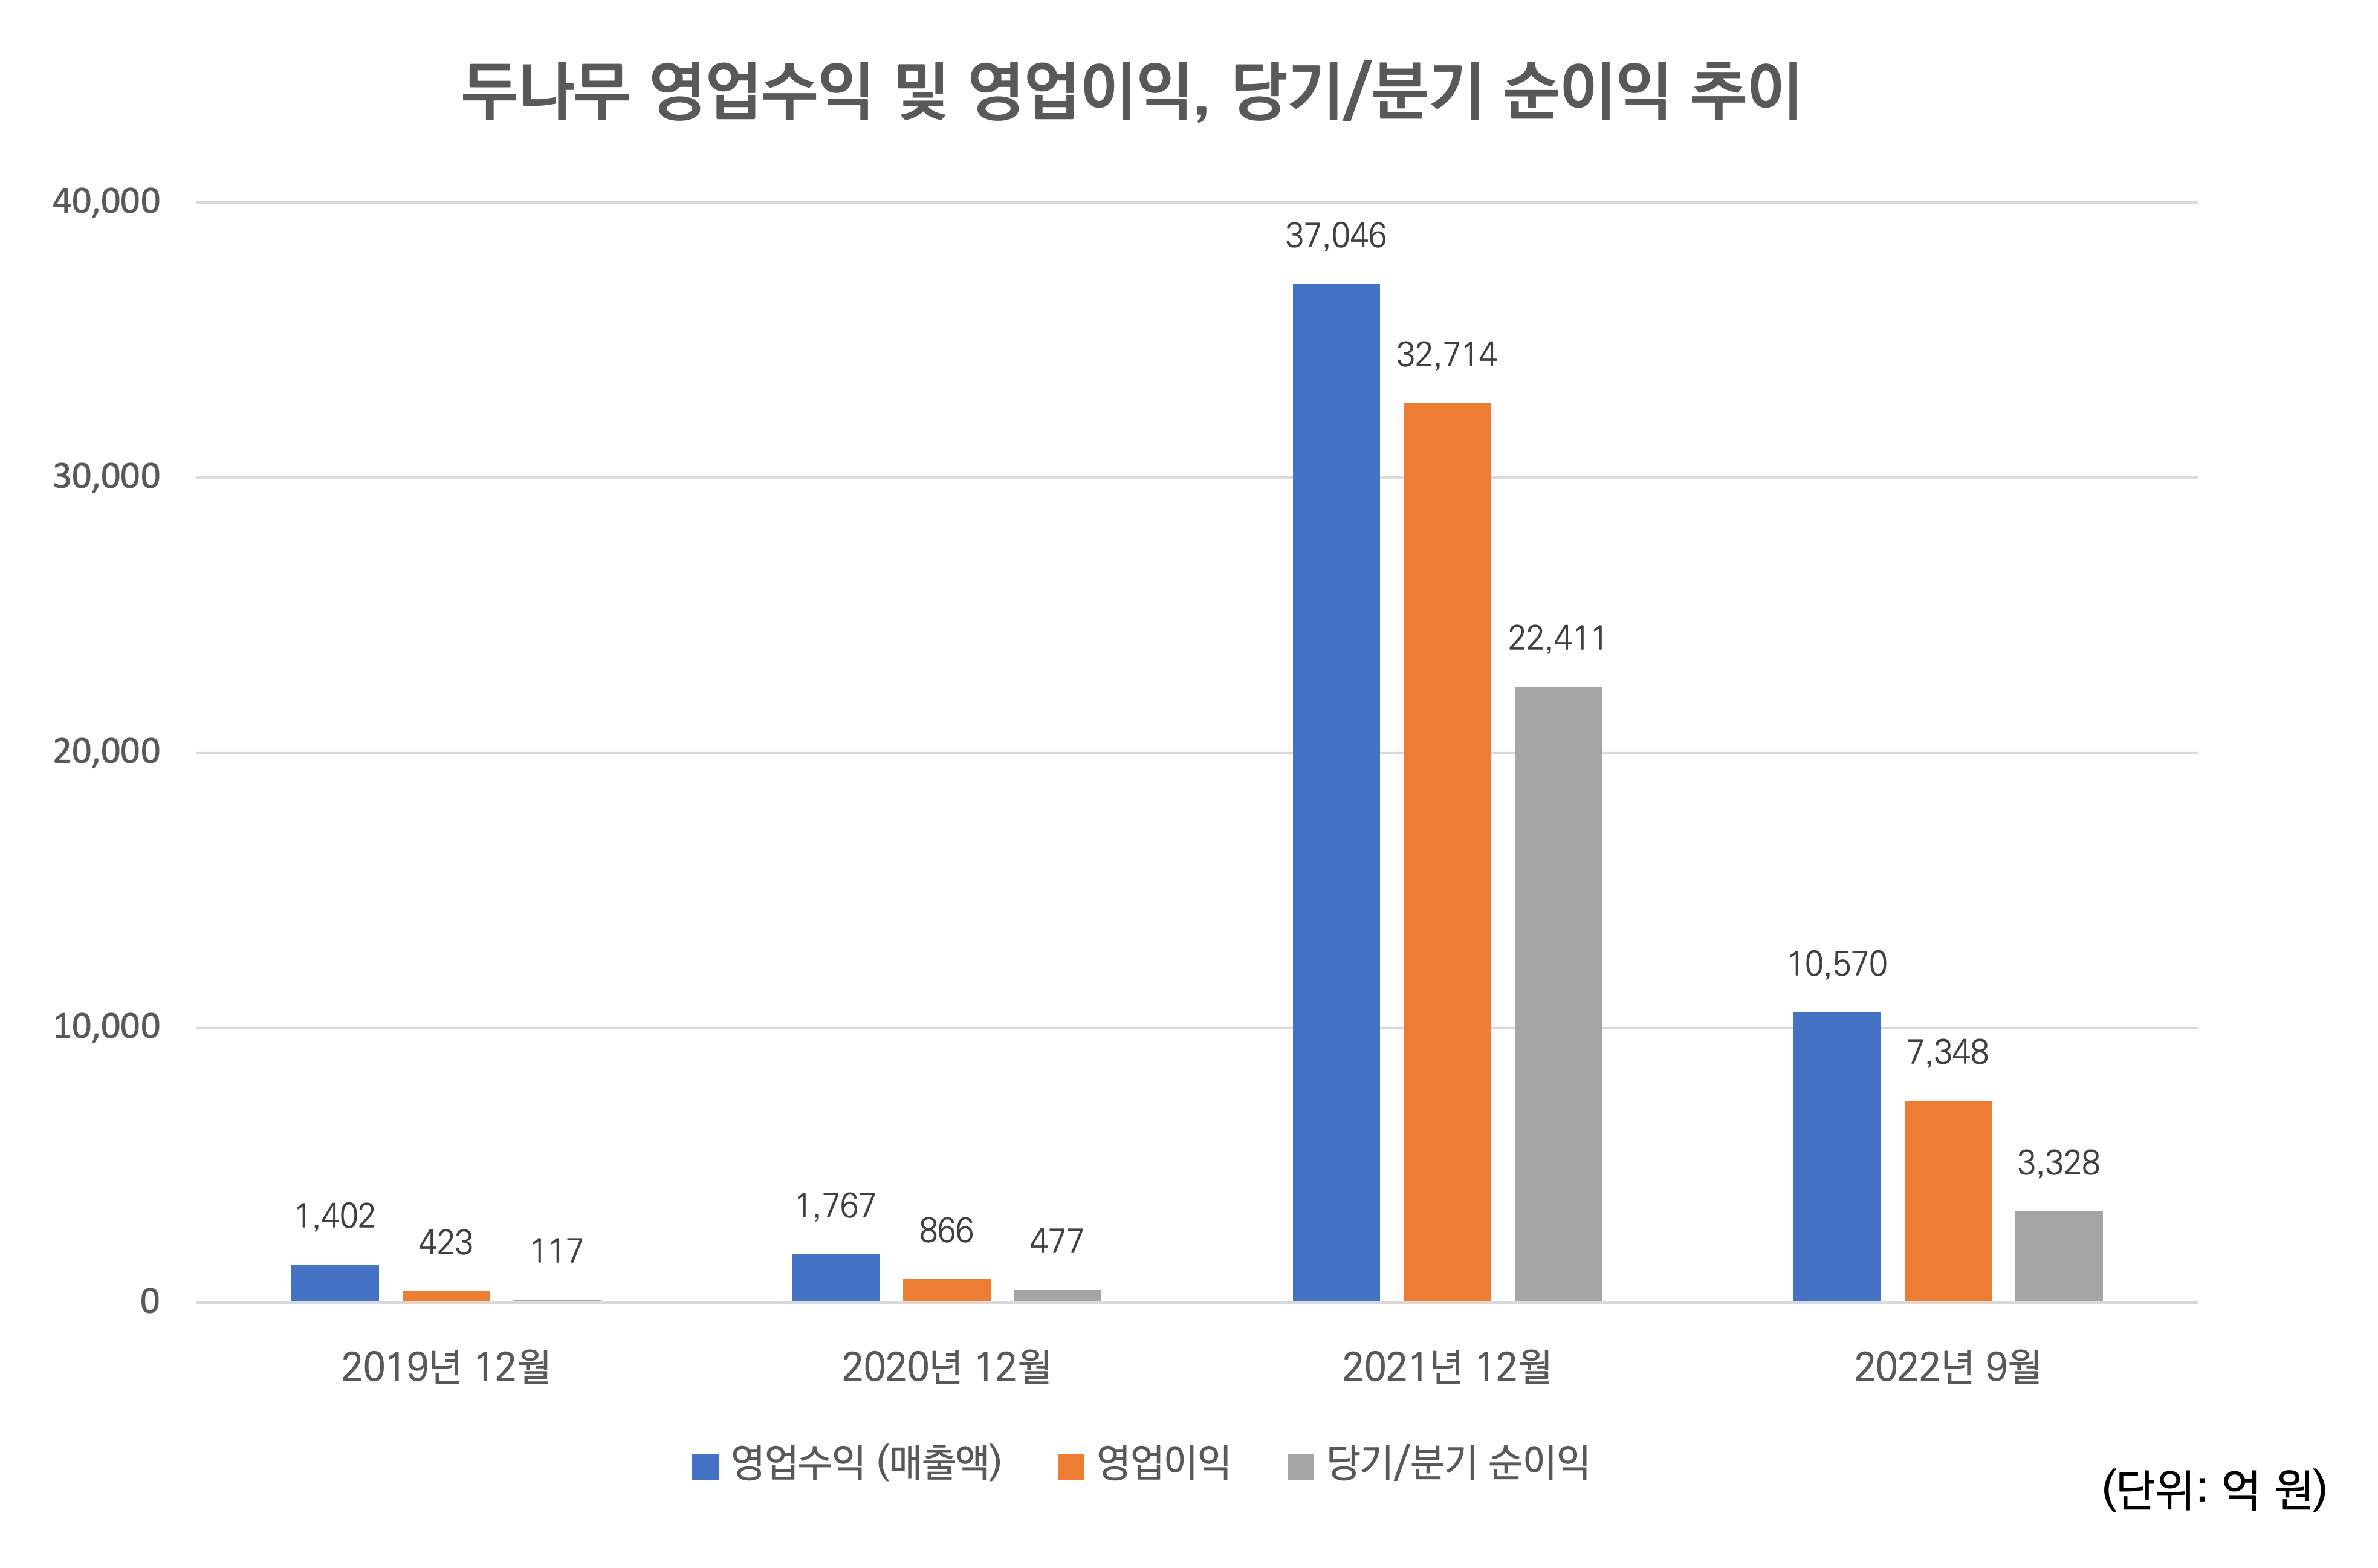 두나무 영업수익 및 영업이익, 당기/분기 순이익 추이
40,000
30,000
20,000
10,000
0
1,402
423
117
1,767
866
477
37,046
32,714
22,411
10,570
7,348
3,328
2019년 12월
2020년 12월
2021년 12월
2022년 9월
영업수익 (매출액)
영업이익
당기/분기 순이익
(단위: 억 원)